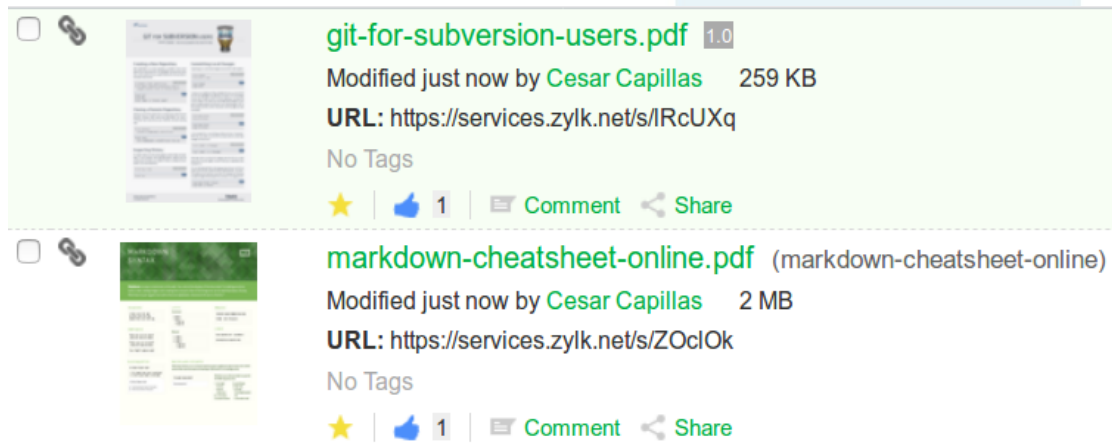 git-for-subversion-users.pdf 1.0
Modified just now by Cesar Capillas 259 KB
URL: https://services.zylk.net/s/lRcUXq
No Tags
1 Comment Share
markdown-cheatsheet-online.pdf (markdown-cheatsheet-online)
Modified just now by Cesar Capillas 2 MB
URL: https://services.zylk.net/s/ZOclOk
No Tags
1 Comment Share